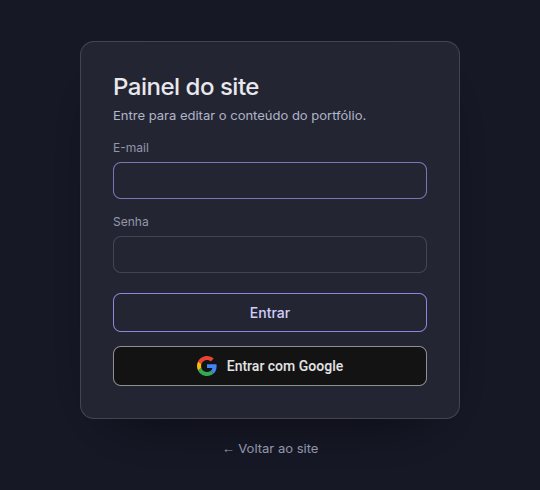 Painel do site
Entre para editar o conteúdo do portfólio.
E-mail
Senha
Entrar
Entrar com Google
← Voltar ao site